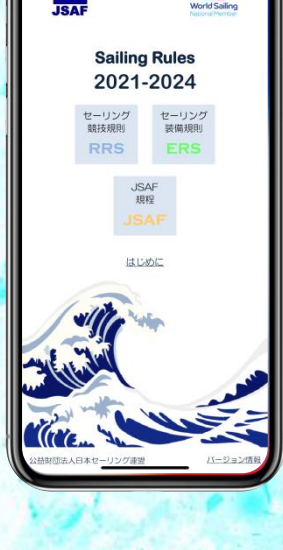 JSAF
World Sailing
National Member
Sailing Rules
2021-2024
セーリング
競技規則
RRS
セーリング
装備規則
ERS
JSAF
規程
JSAF
はじめに
公益財団法人日本セーリング連盟
バージョン情報